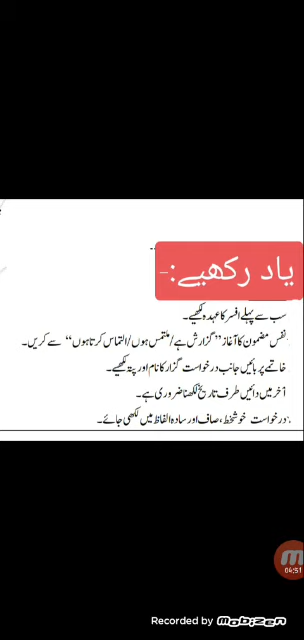 یاد رکھیے:-
سب سے پہلے افسر کا عہدہ لکھیے۔
نفس مضمون کا آغاز ”گزارش ہے/ملتمس ہوں/التماس کرتا ہوں“ سے کریں۔
خاتمے پر بائیں جانب درخواست گزار کا نام اور پتہ لکھیے۔
آخر میں دائیں طرف تاریخ لکھنا ضروری ہے۔
درخواست خوشخط، صاف اور سادہ الفاظ میں لکھی جائے۔
M
04:51
Recorded by Mobizen